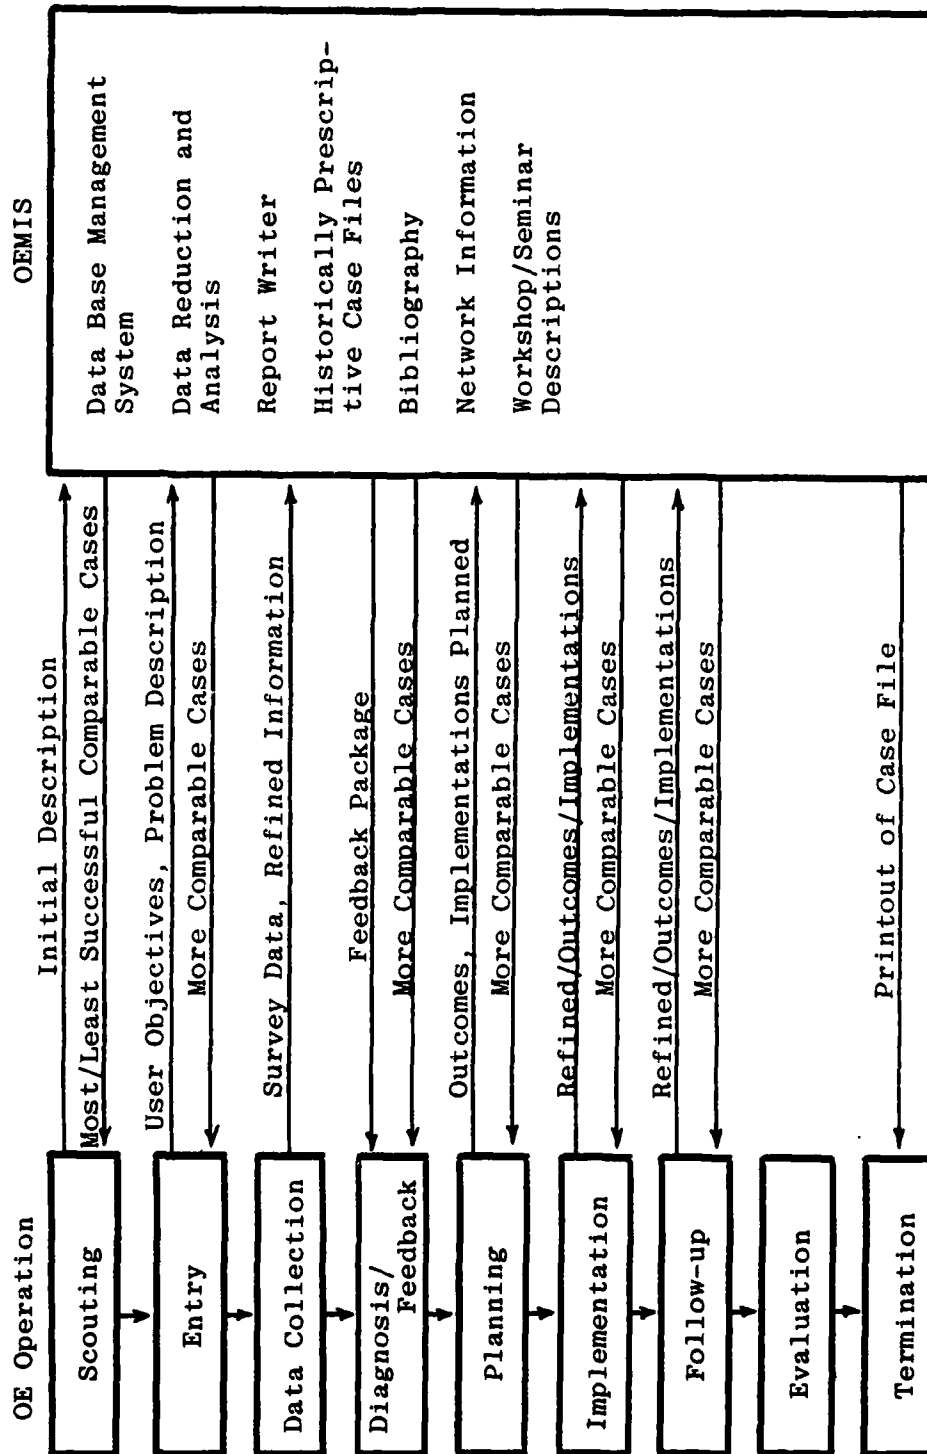 OE Operation
OEMIS
Scouting
Initial Description
Most/Least Successful Comparable Cases
Entry
User Objectives, Problem Description
More Comparable Cases
Data Collection
Survey Data, Refined Information
Diagnosis/
Feedback
Feedback Package
More Comparable Cases
Planning
Outcomes, Implementations Planned
More Comparable Cases
Implementation
Refined/Outcomes/Implementations
More Comparable Cases
Follow-up
Refined/Outcomes/Implementations
More Comparable Cases
Evaluation
Termination
Printout of Case File
Data Base Management
System
Data Reduction and
Analysis
Report Writer
Historically Prescrip-
tive Case Files
Bibliography
Network Information
Workshop/Seminar
Descriptions